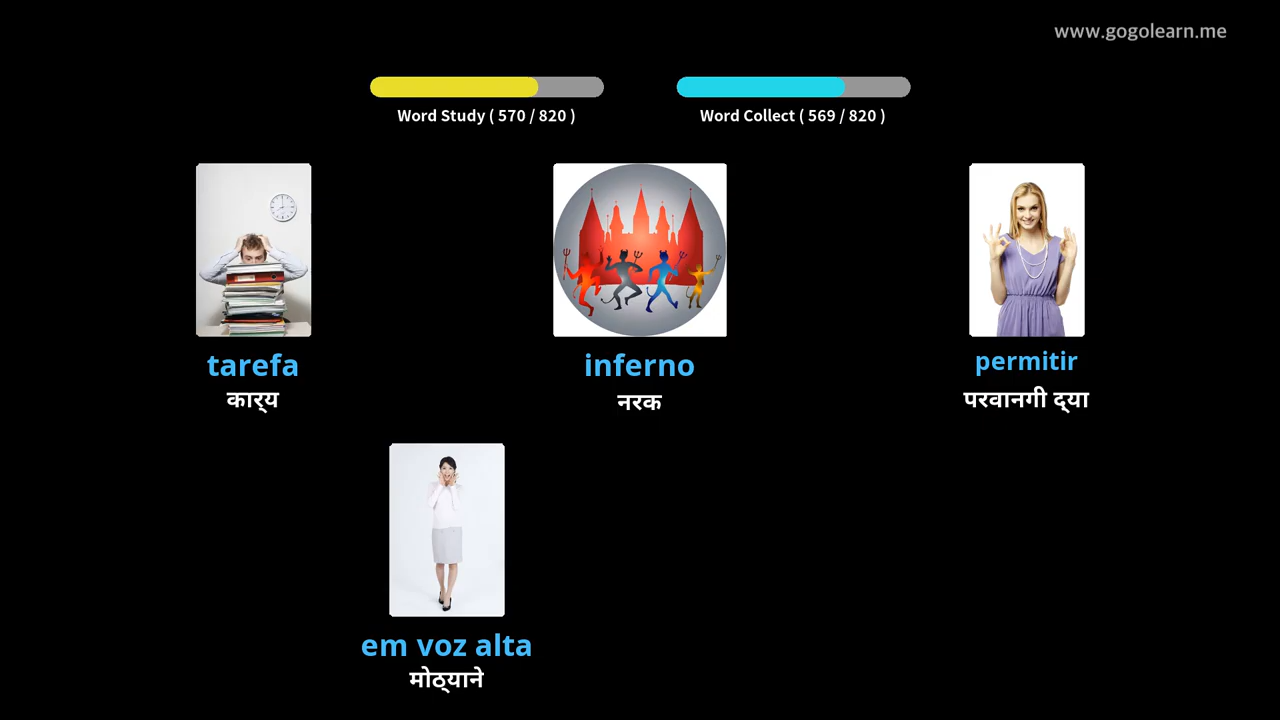 www.gogolearn.me
Word Study ( 570 / 820 )
Word Collect ( 569 / 820 )
tarefa
कार्‍य
inferno
नरक
permitir
परवानगी द्‍या
em voz alta
मोठ्‍याने